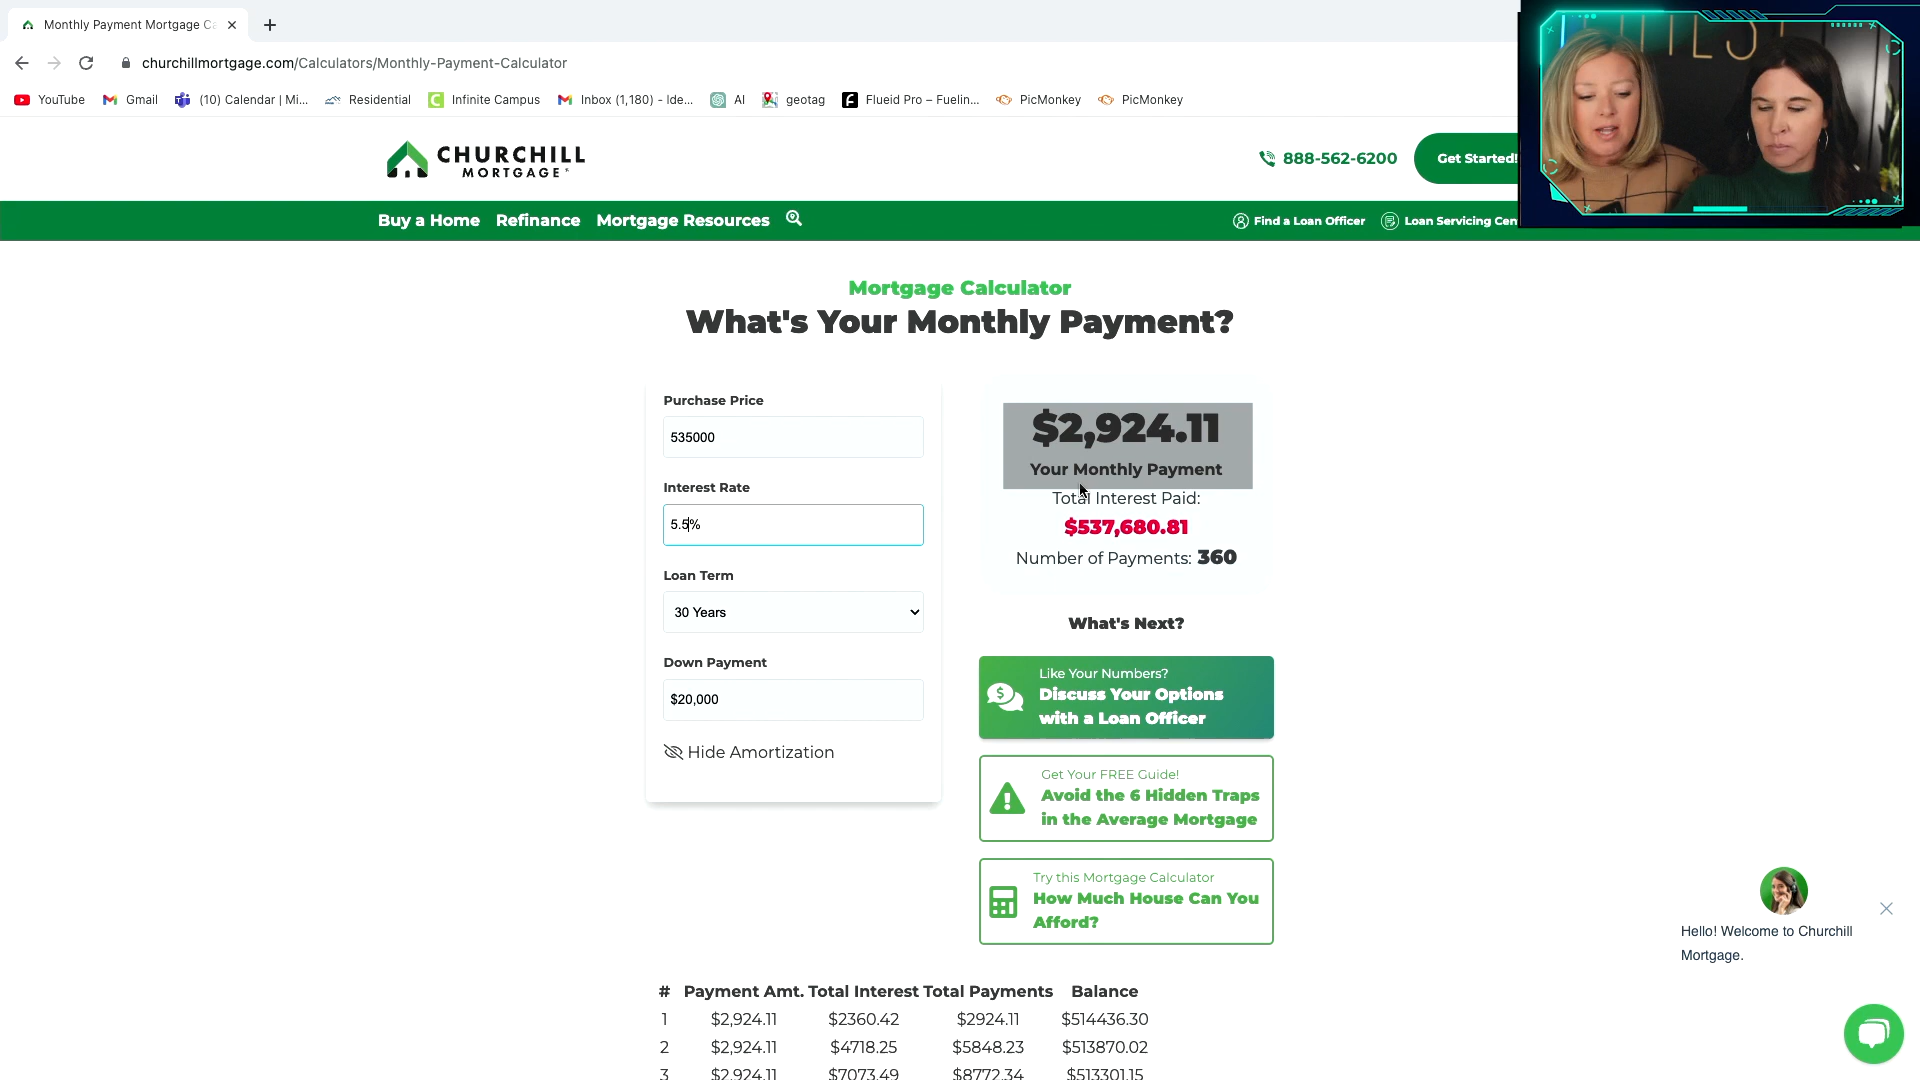 Monthly Payment Mortgage Ca
churchillmortgage.com/Calculators/Monthly-Payment-Calculator
YouTube Gmail (10) Calendar | Mi... Residential Infinite Campus Inbox (1,180) - Ide... AI geotag Flueid Pro – Fuelin... PicMonkey PicMonkey
CHURCHILL
MORTGAGE
888-562-6200
Get Started!
Buy a Home Refinance Mortgage Resources
Find a Loan Officer Loan Servicing Cen
Mortgage Calculator
What's Your Monthly Payment?
Purchase Price
535000
Interest Rate
5.5%
Loan Term
30 Years
Down Payment
$20,000
Hide Amortization
$2,924.11
Your Monthly Payment
Total Interest Paid:
$537,680.81
Number of Payments: 360
What's Next?
Like Your Numbers?
Discuss Your Options
with a Loan Officer
Get Your FREE Guide!
Avoid the 6 Hidden Traps
in the Average Mortgage
Try this Mortgage Calculator
How Much House Can You
Afford?
Hello! Welcome to Churchill
Mortgage.
# Payment Amt. Total Interest Total Payments Balance
1 $2,924.11 $2360.42 $2924.11 $514436.30
2 $2,924.11 $4718.25 $5848.23 $513870.02
3 $2,924.11 $7073.49 $8772.34 $513301.15